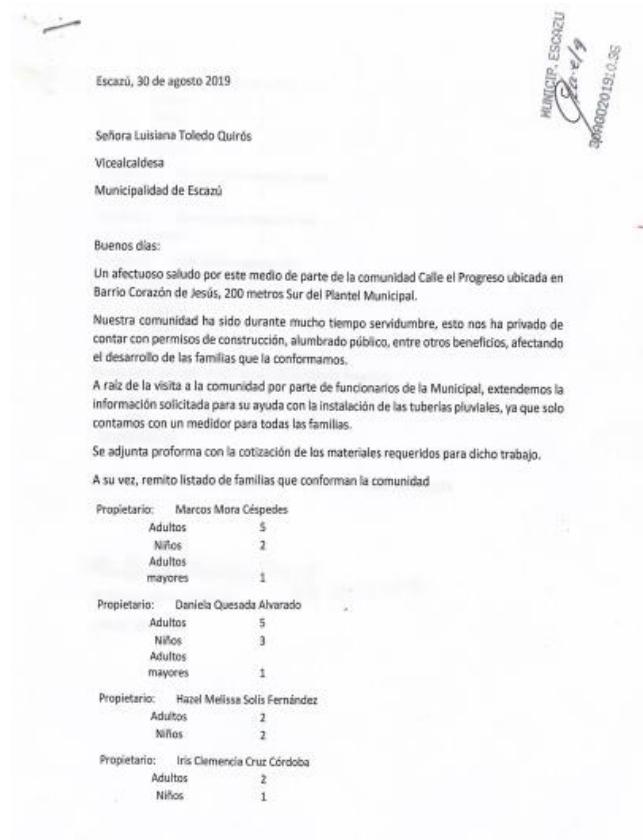 MUNICIP. ESCAZU
30AGO201910:36
Escazú, 30 de agosto 2019
Señora Luisiana Toledo Quirós
Vicealcaldesa
Municipalidad de Escazú
Buenos días:
Un afectuoso saludo por este medio de parte de la comunidad Calle el Progreso ubicada en
Barrio Corazón de Jesús, 200 metros Sur del Plantel Municipal.
Nuestra comunidad ha sido durante mucho tiempo servidumbre, esto nos ha privado de
contar con permisos de construcción, alumbrado público, entre otros beneficios, afectando
el desarrollo de las familias que la conformamos.
A raíz de la visita a la comunidad por parte de funcionarios de la Municipal, extendemos la
información solicitada para su ayuda con la instalación de las tuberías pluviales, ya que solo
contamos con un medidor para todas las familias.
Se adjunta proforma con la cotización de los materiales requeridos para dicho trabajo.
A su vez, remito listado de familias que conforman la comunidad
Propietario: Marcos Mora Céspedes
Adultos 5
Niños 2
Adultos
mayores 1
Propietario: Daniela Quesada Alvarado
Adultos 5
Niños 3
Adultos
mayores 1
Propietario: Hazel Melissa Solís Fernández
Adultos 2
Niños 2
Propietario: Iris Clemencia Cruz Córdoba
Adultos 2
Niños 1